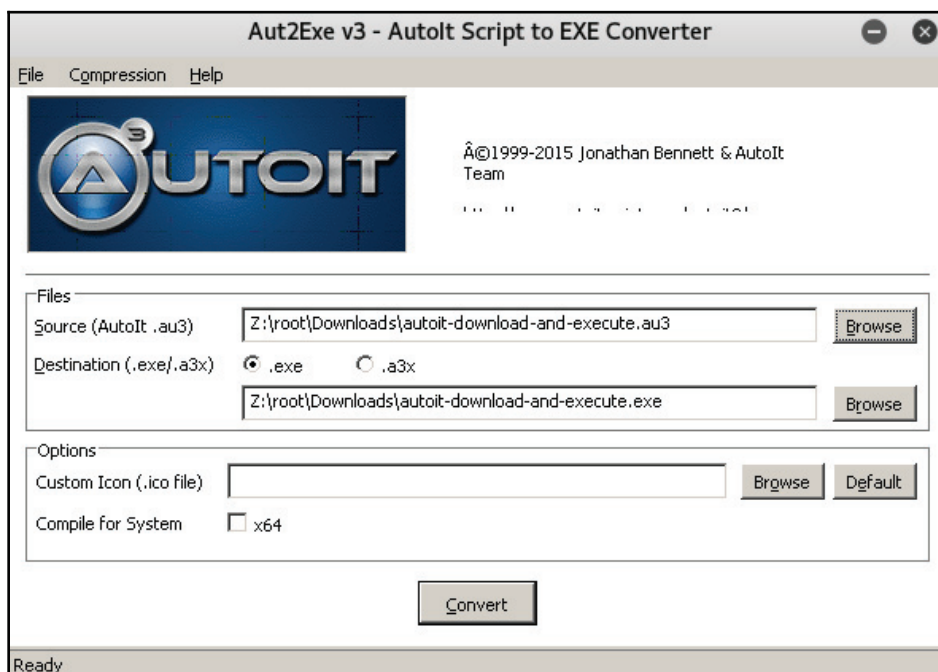 Aut2Exe v3 - AutoIt Script to EXE Converter
File Compression Help
AUTOIT
3
Â©1999-2015 Jonathan Bennett & AutoIt
Team
Files
Source (AutoIt .au3)
Z:\root\Downloads\autoit-download-and-execute.au3
Browse
Destination (.exe/.a3x)
.exe
.a3x
Z:\root\Downloads\autoit-download-and-execute.exe
Browse
Options
Custom Icon (.ico file)
Browse
Default
Compile for System
x64
Convert
Ready